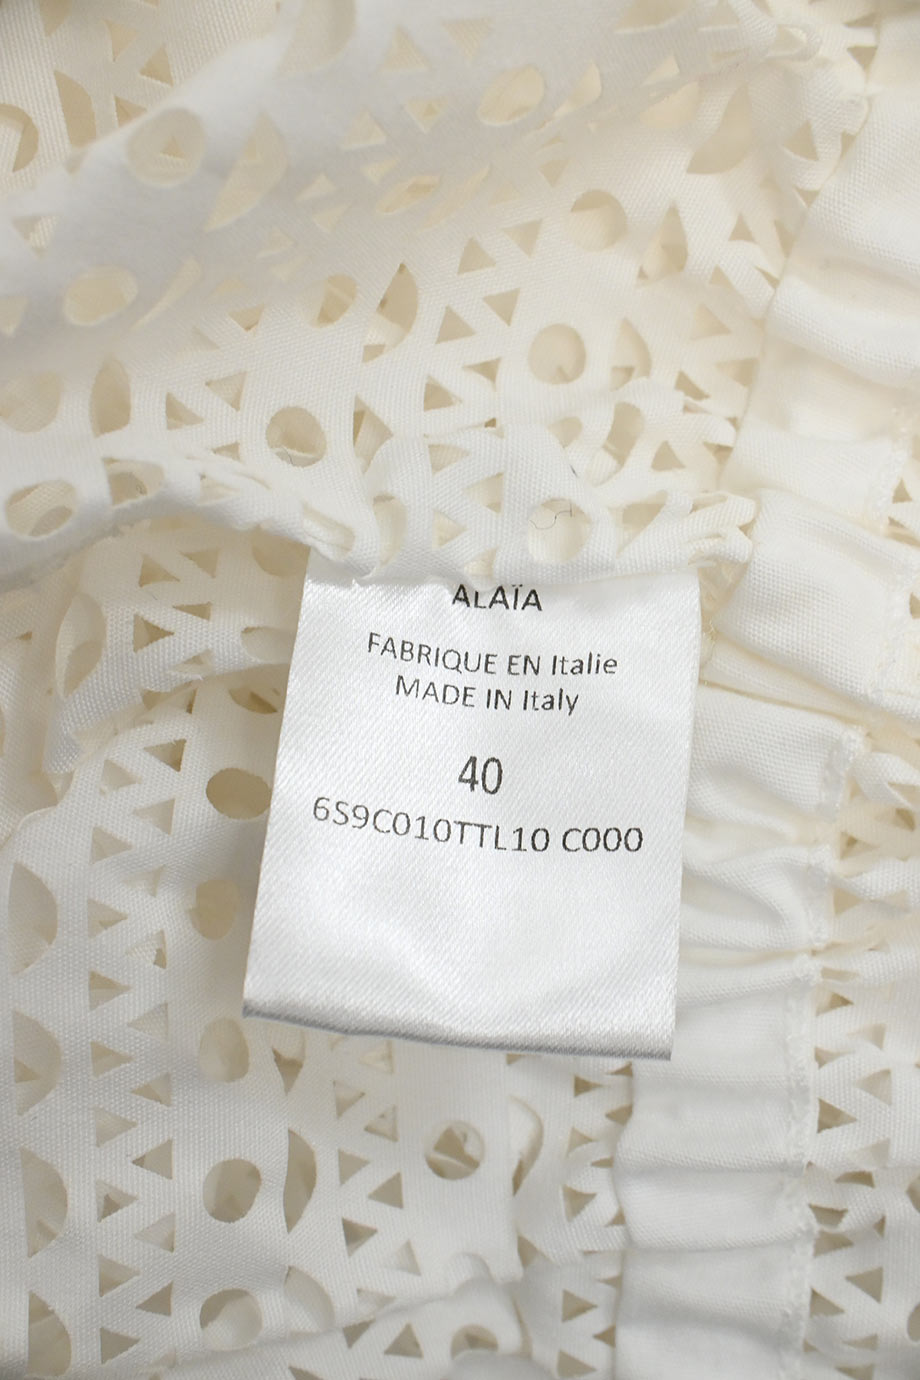 ALAÏA
FABRIQUE EN Italie
MADE IN Italy
40
6S9C010TTL10 C000